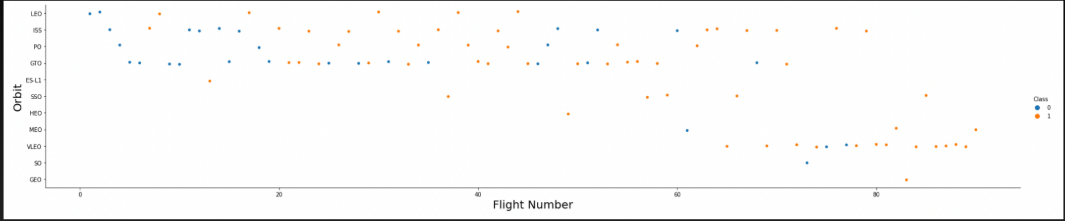 LEO
ISS
PO
GTO
ES-L1
SSO
HEO
MEO
VLEO
SO
GEO
Orbit
0
20
40
60
80
Flight Number
Class
0
1